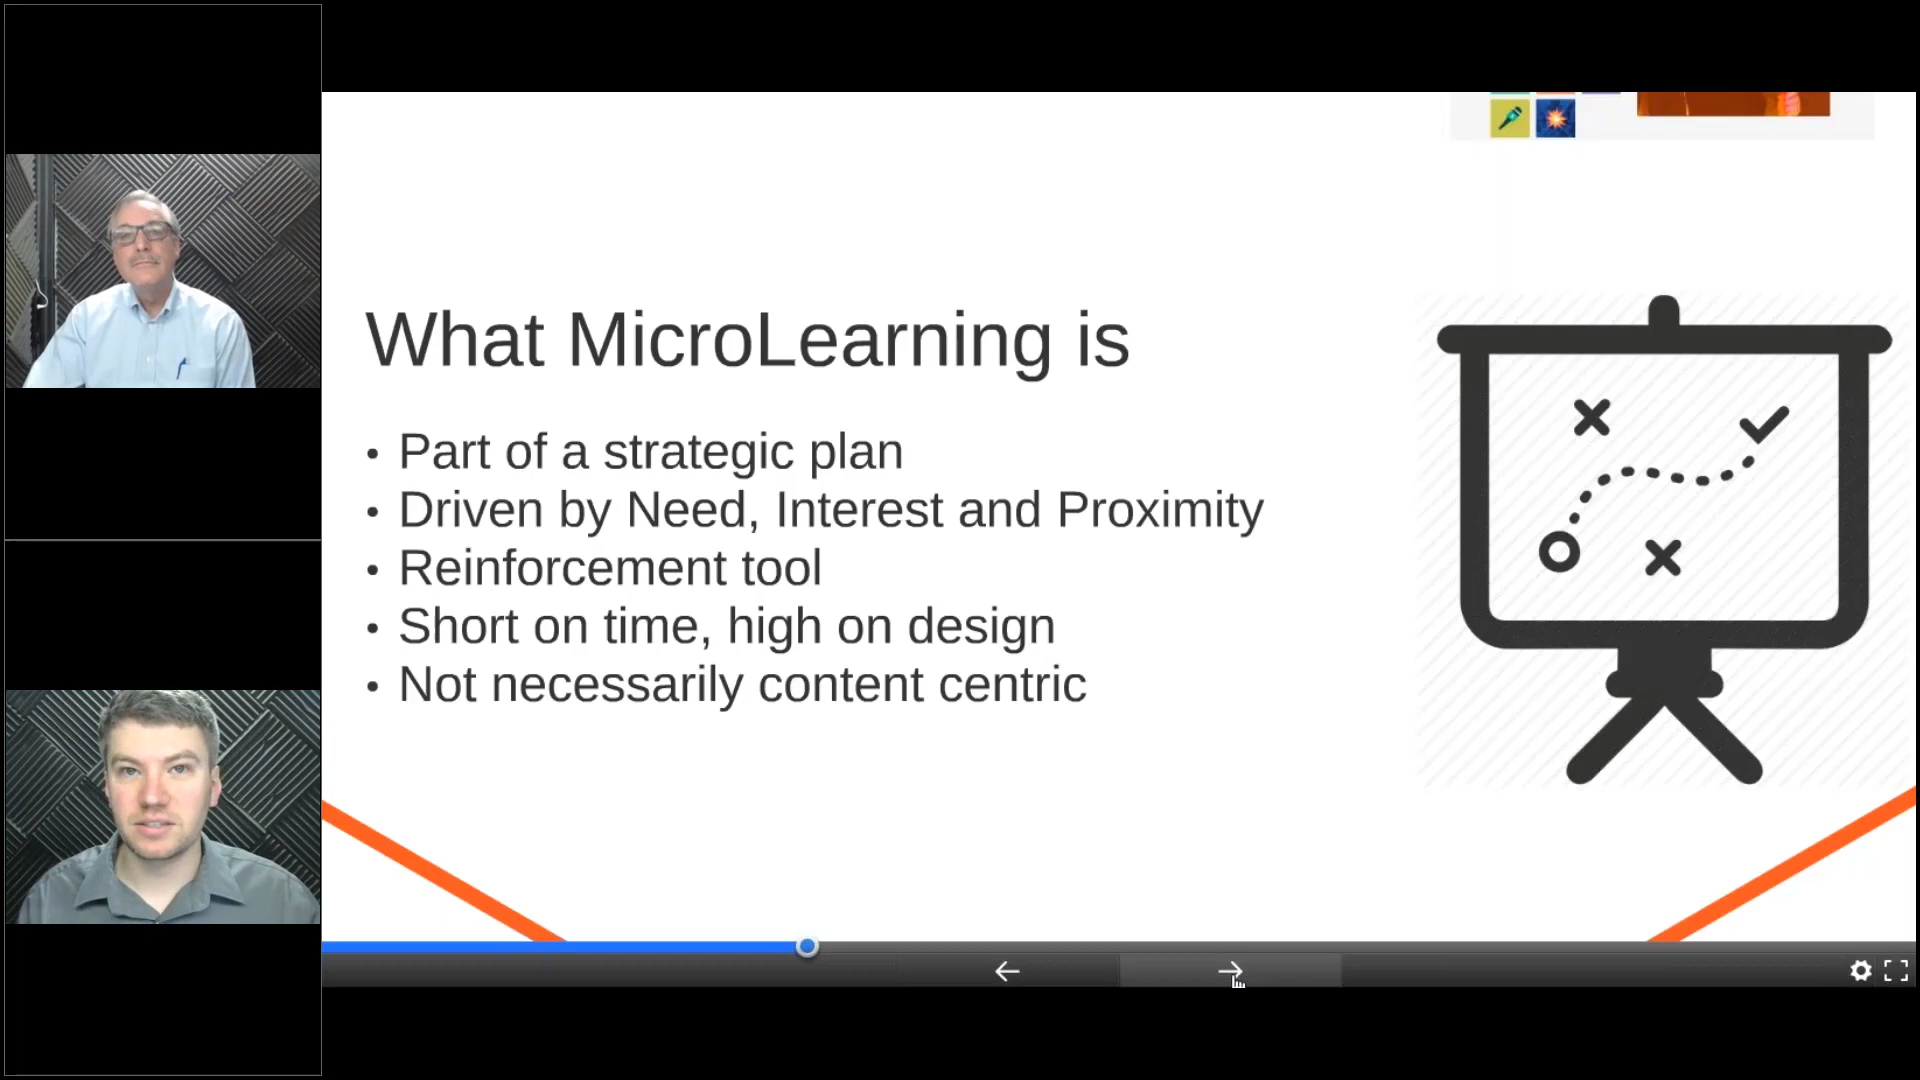 What MicroLearning is
• Part of a strategic plan
• Driven by Need, Interest and Proximity
• Reinforcement tool
• Short on time, high on design
• Not necessarily content centric